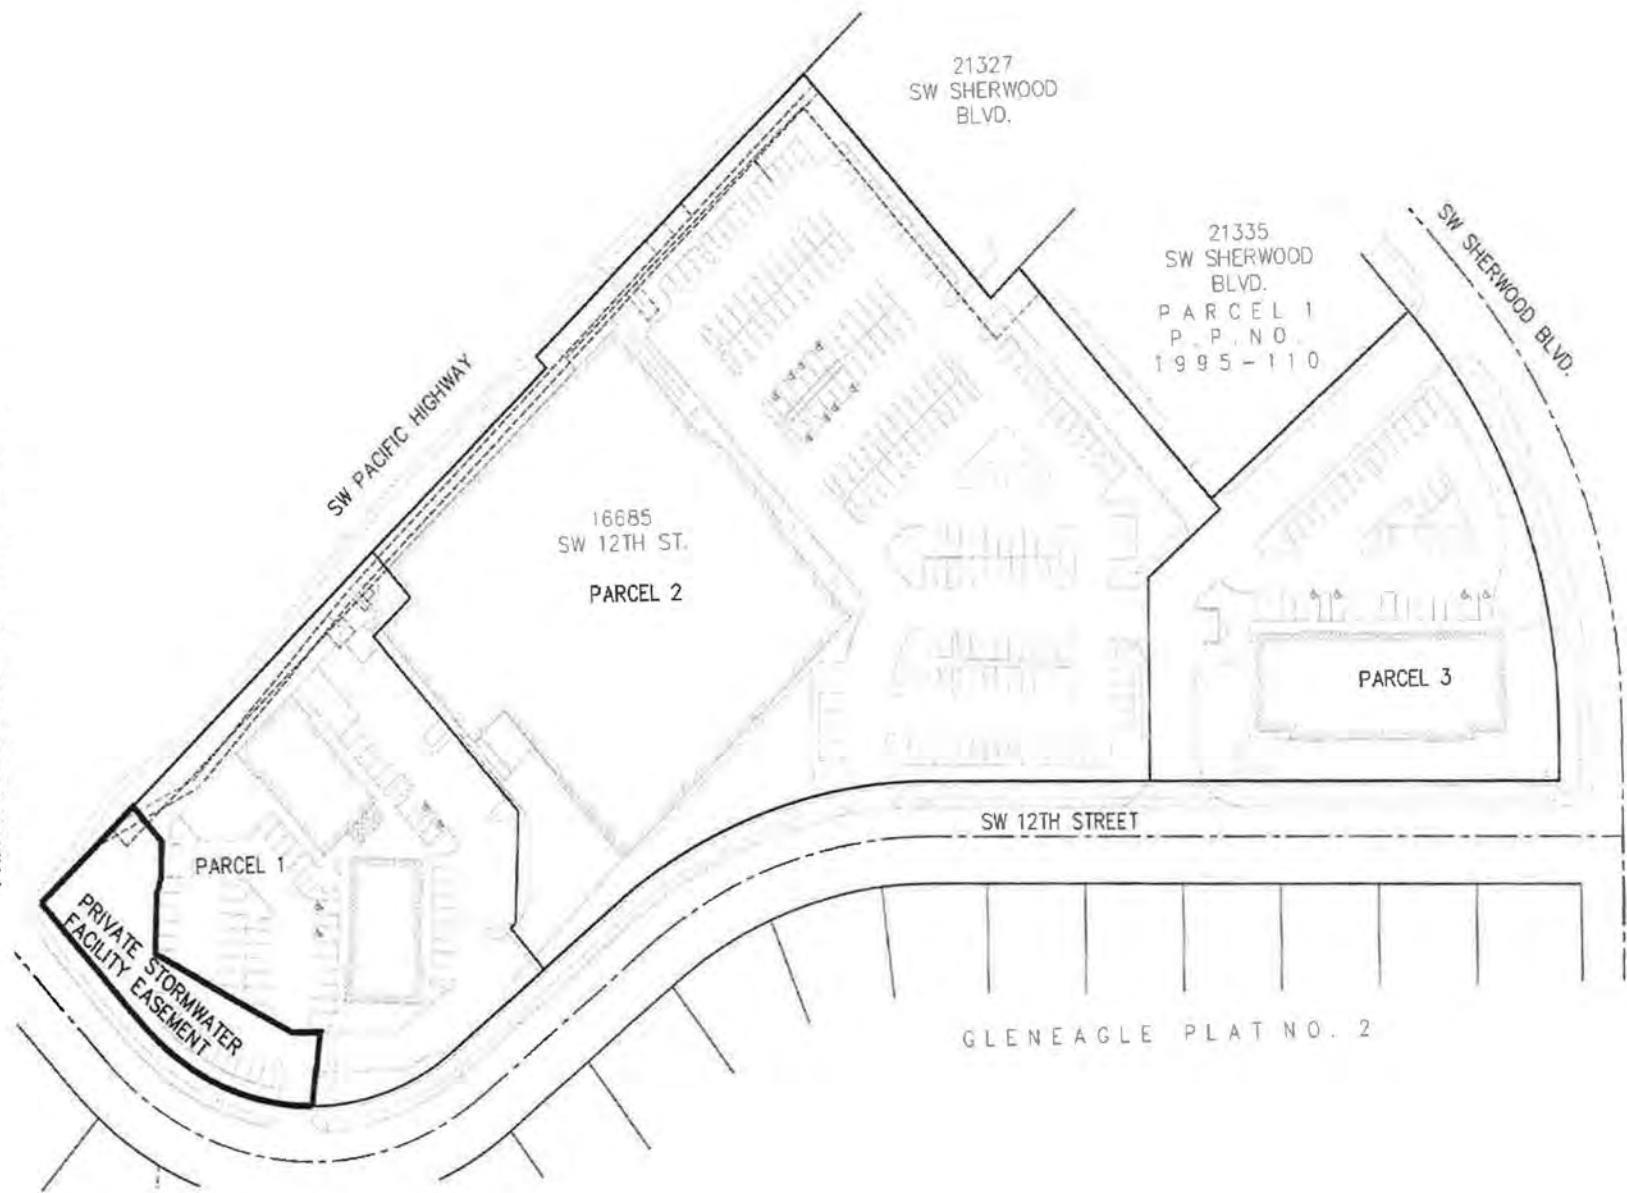 21327
SW SHERWOOD
BLVD.
21335
SW SHERWOOD
BLVD.
PARCEL 1
P.P.NO.
1995-110
SW SHERWOOD BLVD.
SW PACIFIC HIGHWAY
16685
SW 12TH ST.
PARCEL 2
PARCEL 3
SW 12TH STREET
PARCEL 1
PRIVATE STORMWATER
FACILITY EASEMENT
GLENEAGLE PLAT NO. 2